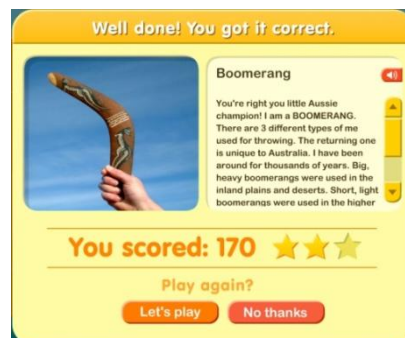 Well done! You got it correct.
Boomerang
You're right you little Aussie
champion! I am a BOOMERANG.
There are 3 different types of me
used for throwing. The returning one
is unique to Australia. I have been
around for thousands of years. Big,
heavy boomerangs were used in the
inland plains and deserts. Short, light
boomerangs were used in the higher
You scored: 170
Play again?
Let's play
No thanks